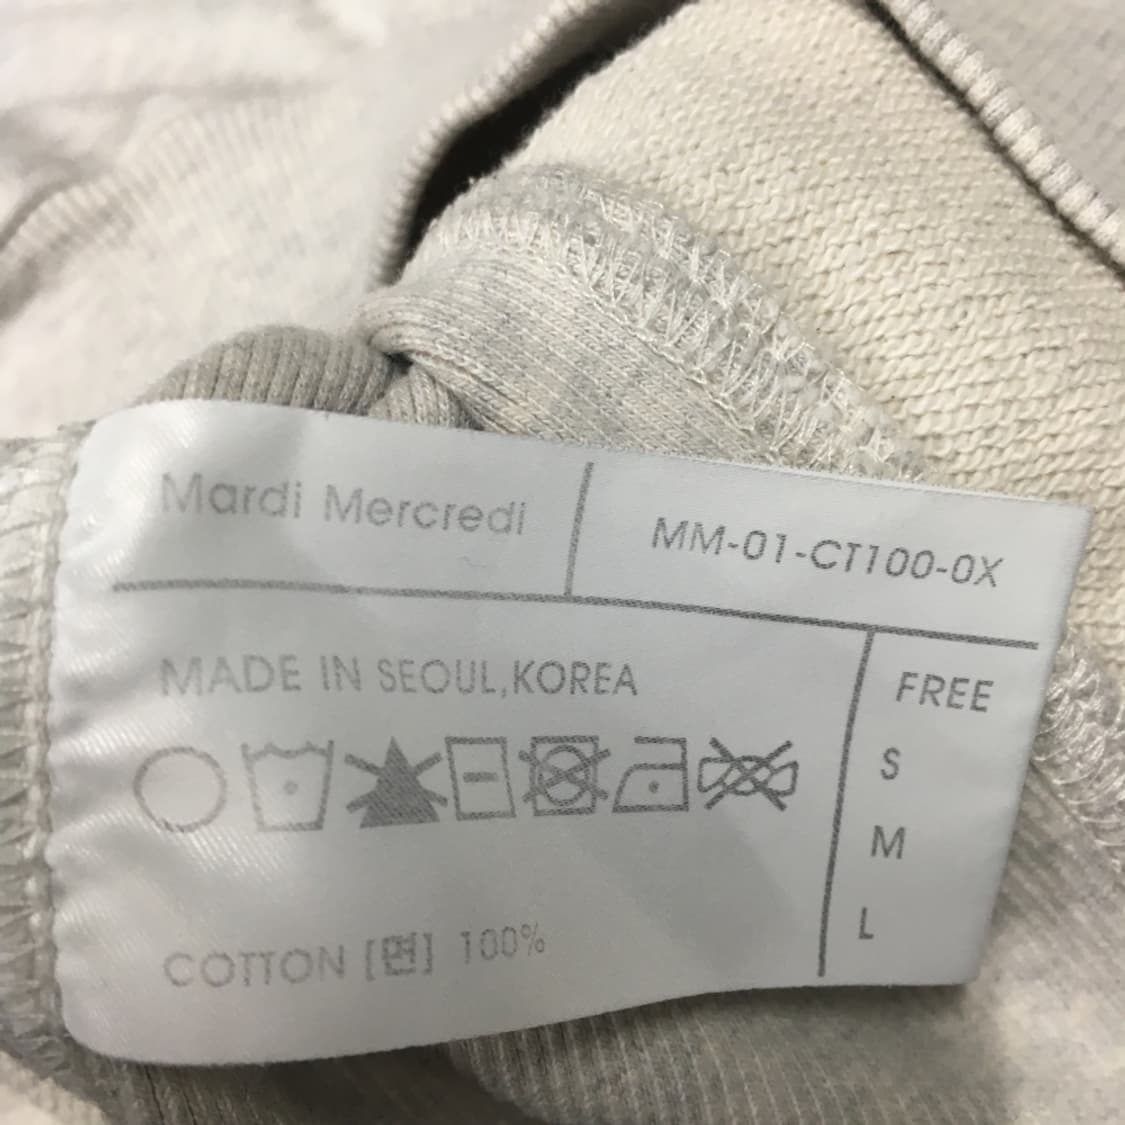 Mardi Mercredi
MM-01-CT100-0X
MADE IN SEOUL,KOREA
FREE
S
M
L
COTTON [면] 100%